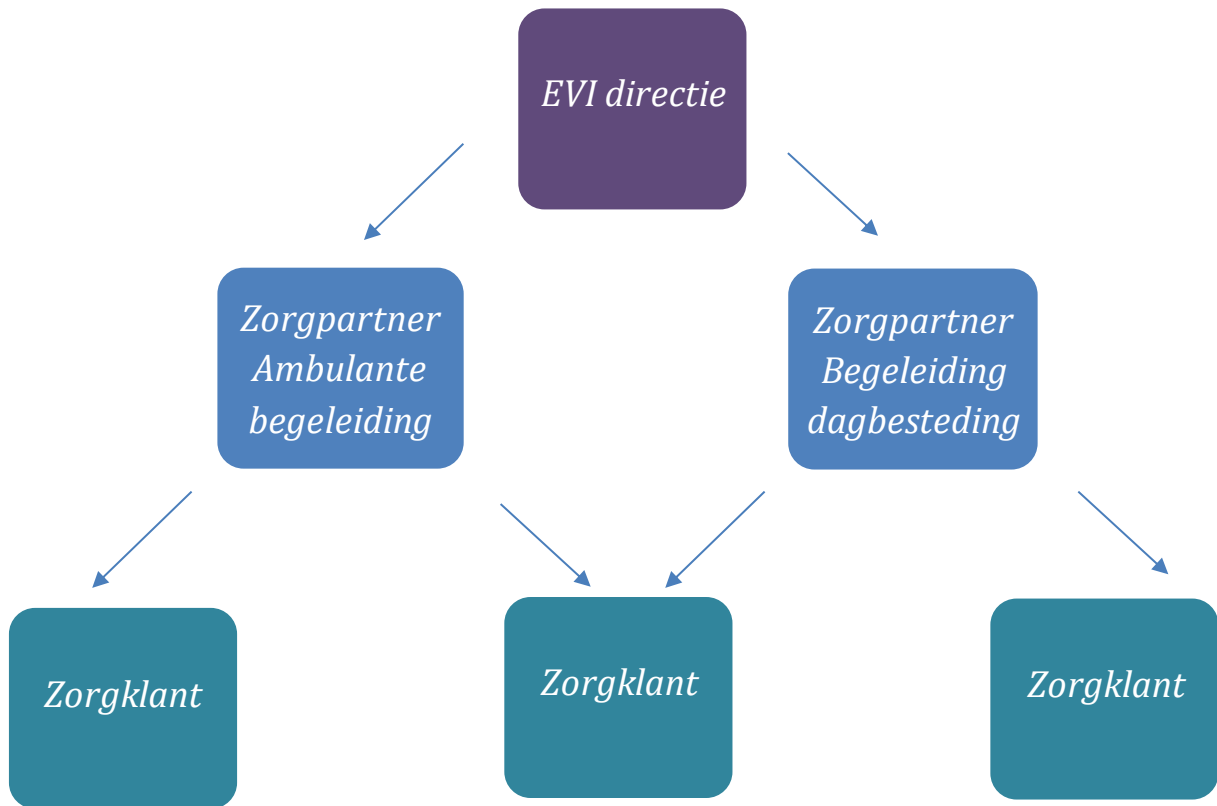 EVI directie
Zorgpartner
Ambulante
begeleiding
Zorgpartner
Begeleiding
dagbesteding
Zorgklant
Zorgklant
Zorgklant